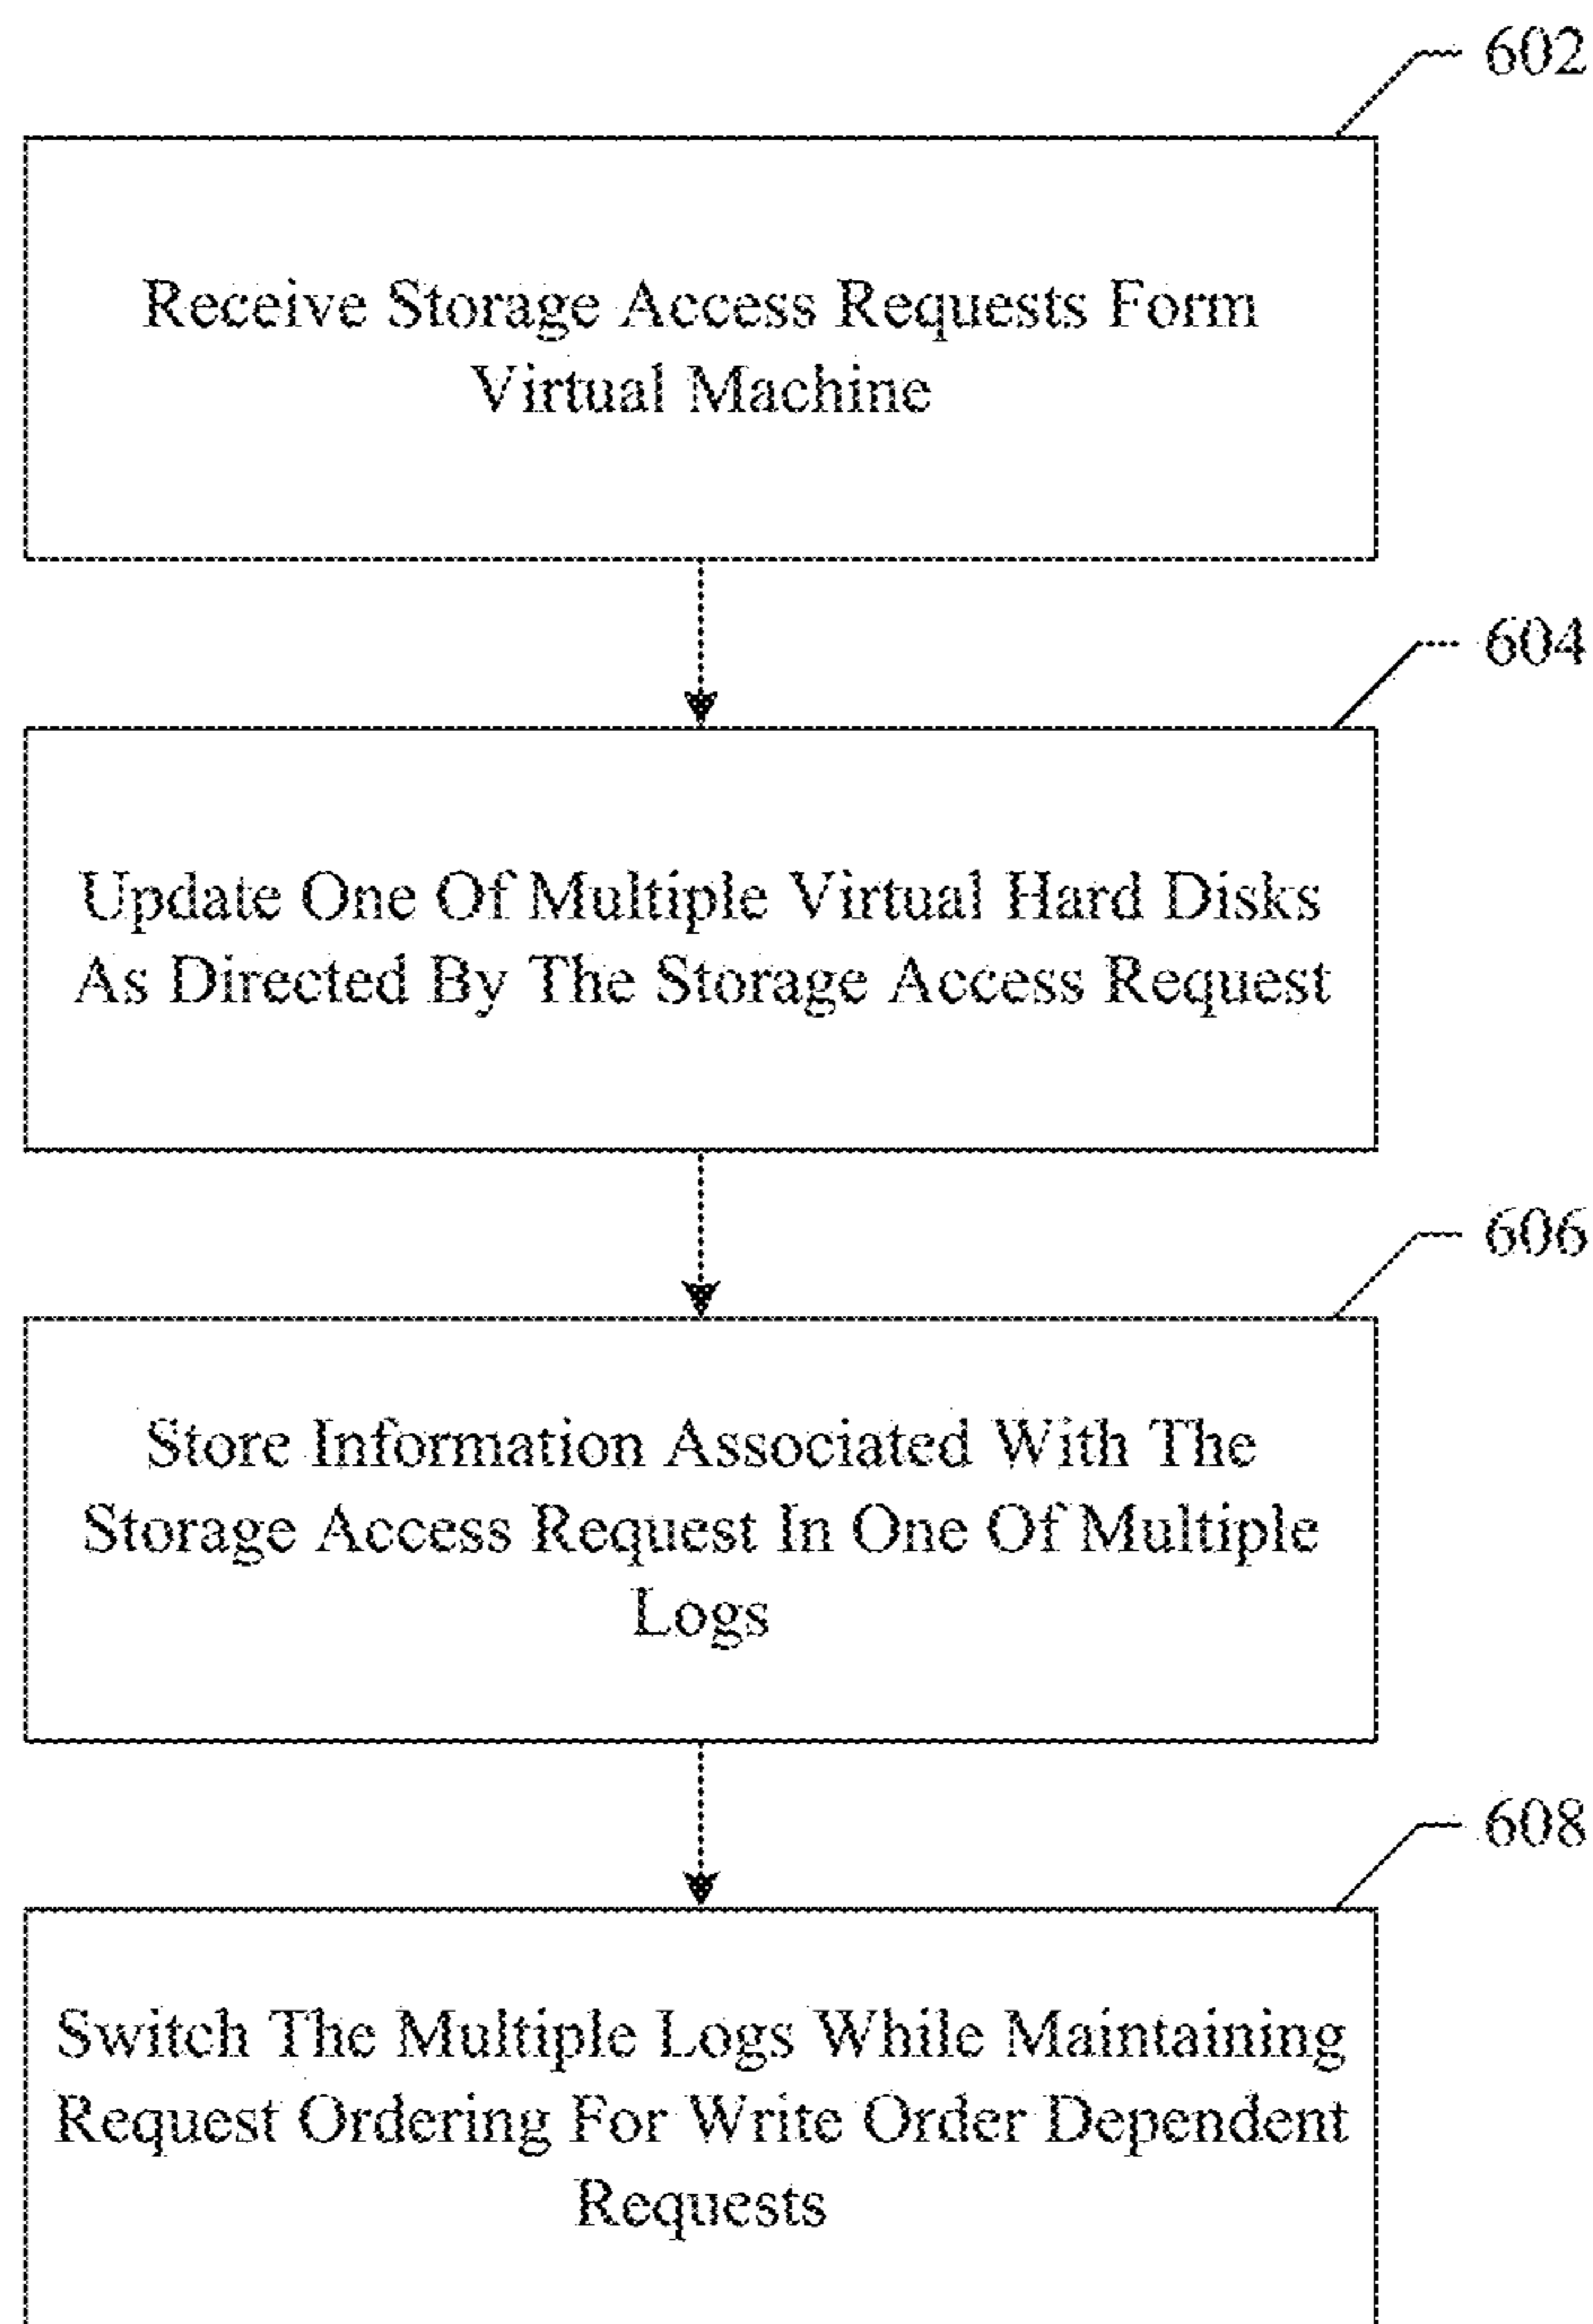 602
Receive Storage Access Requests Form
Virtual Machine
604
Update One Of Multiple Virtual Hard Disks
As Directed By The Storage Access Request
606
Store Information Associated With The
Storage Access Request In One Of Multiple
Logs
608
Switch The Multiple Logs While Maintaining
Request Ordering For Write Order Dependent
Requests